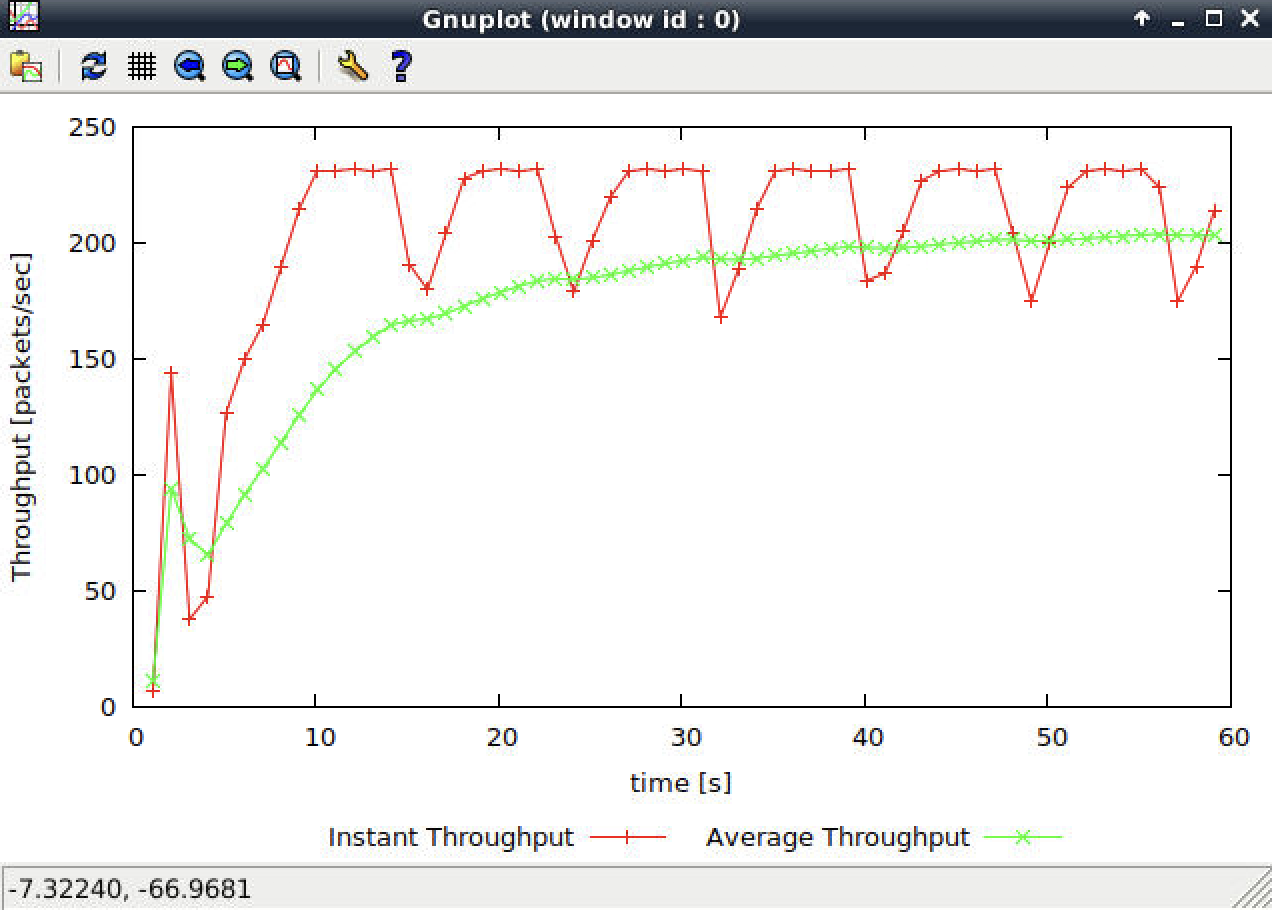 Gnuplot (window id : 0)
250
200
150
100
50
0
Throughput [packets/sec]
0 10 20 30 40 50 60
time [s]
Instant Throughput Average Throughput
-7.32240, -66.9681